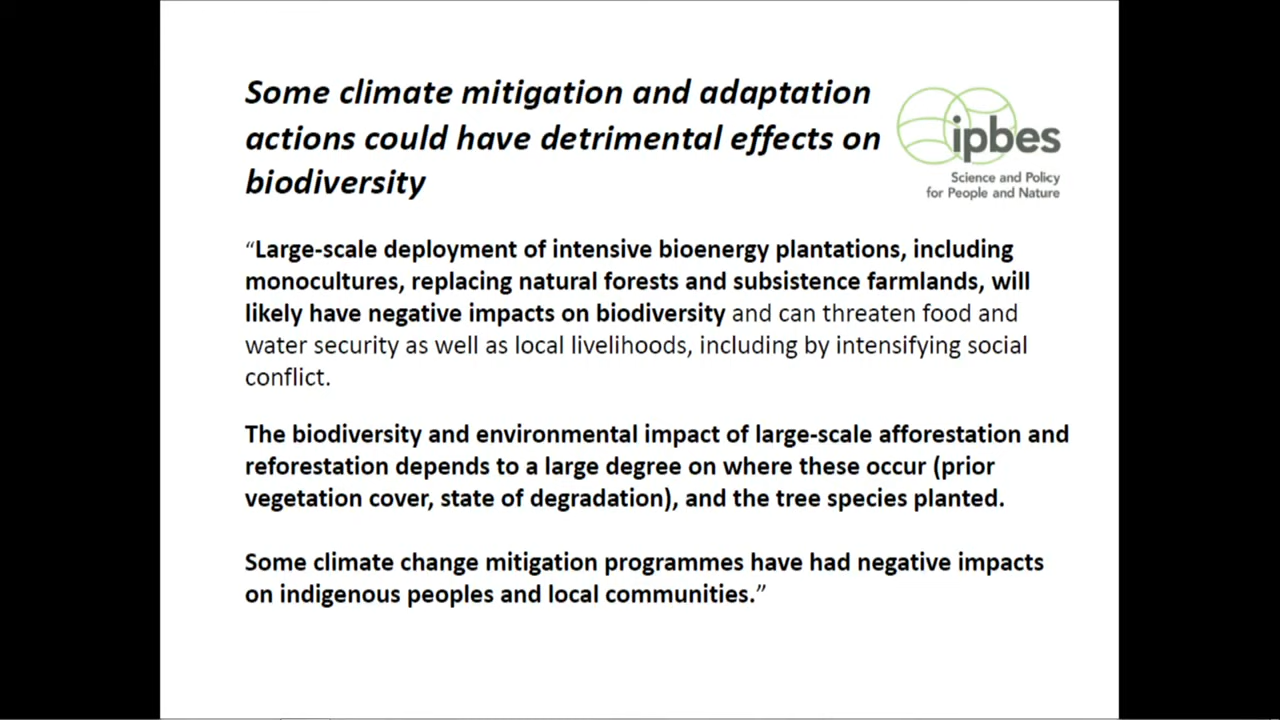 Some climate mitigation and adaptation
actions could have detrimental effects on
biodiversity
ipbes
Science and Policy
for People and Nature
“Large-scale deployment of intensive bioenergy plantations, including
monocultures, replacing natural forests and subsistence farmlands, will
likely have negative impacts on biodiversity and can threaten food and
water security as well as local livelihoods, including by intensifying social
conflict.
The biodiversity and environmental impact of large-scale afforestation and
reforestation depends to a large degree on where these occur (prior
vegetation cover, state of degradation), and the tree species planted.
Some climate change mitigation programmes have had negative impacts
on indigenous peoples and local communities.”